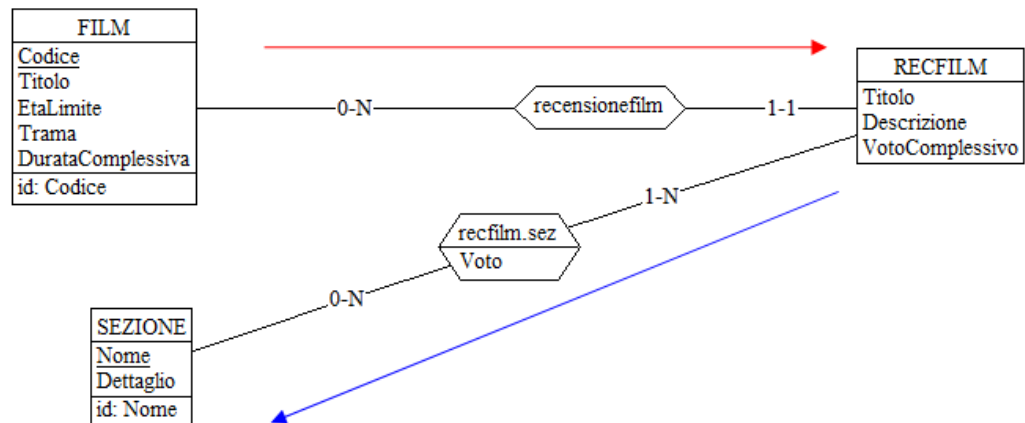 FILM
Codice
Titolo
EtaLimite
Trama
DurataComplessiva
id: Codice
0-N
recensionefilm
1-1
RECFILM
Titolo
Descrizione
VotoComplessivo
1-N
recfilm.sez
Voto
0-N
SEZIONE
Nome
Dettaglio
id: Nome